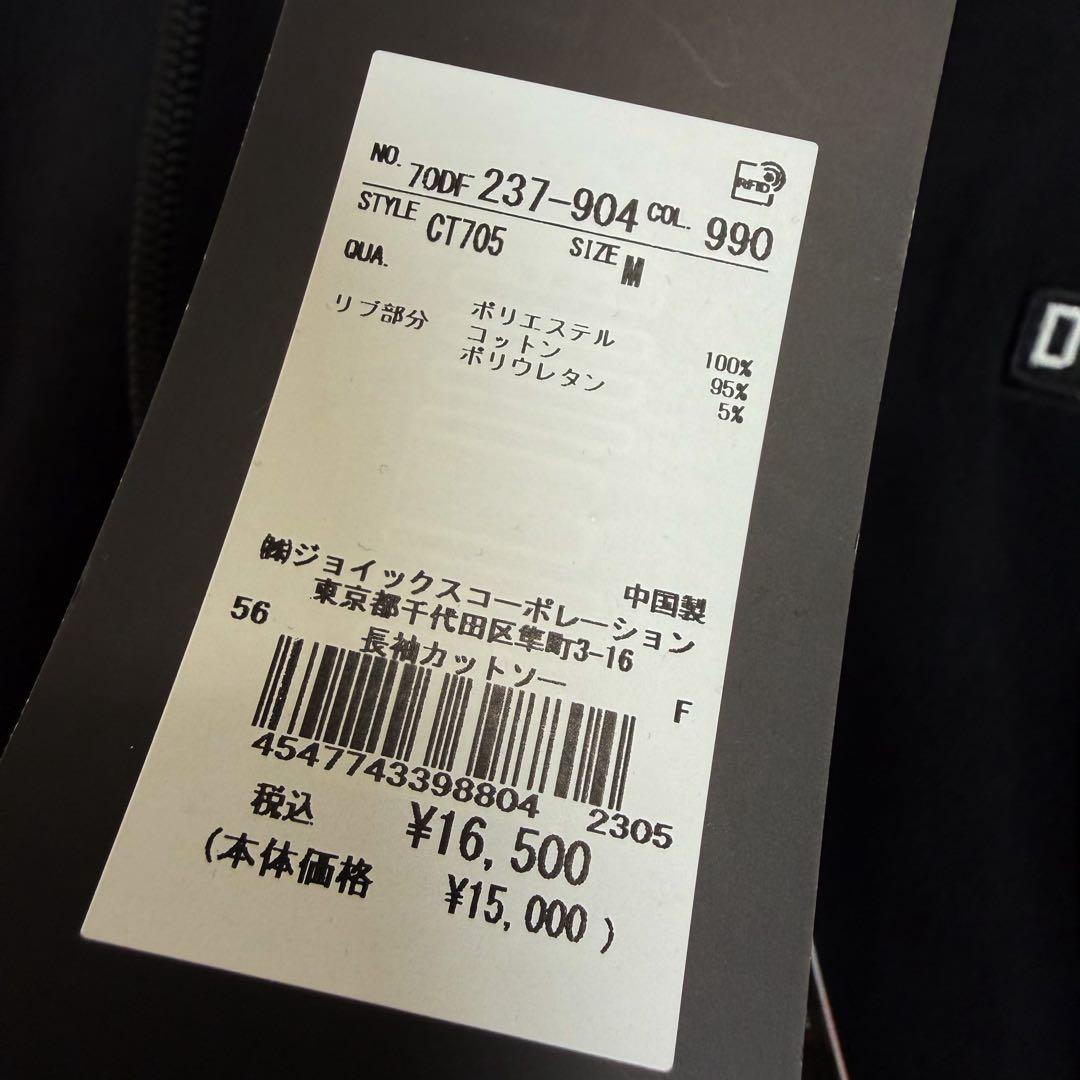 RFID
NO. 70DF 237-904 COL. 990
STYLE CT705 SIZE M
QUA.
ポリエステル 100%
リブ部分 コットン 95%
ポリウレタン 5%
中国製
㈱ジョイックスコーポレーション
東京都千代田区隼町3-16
56 長袖カットソー
F
4547743398804 2305
税込 ¥16,500
(本体価格 ¥15,000)
D